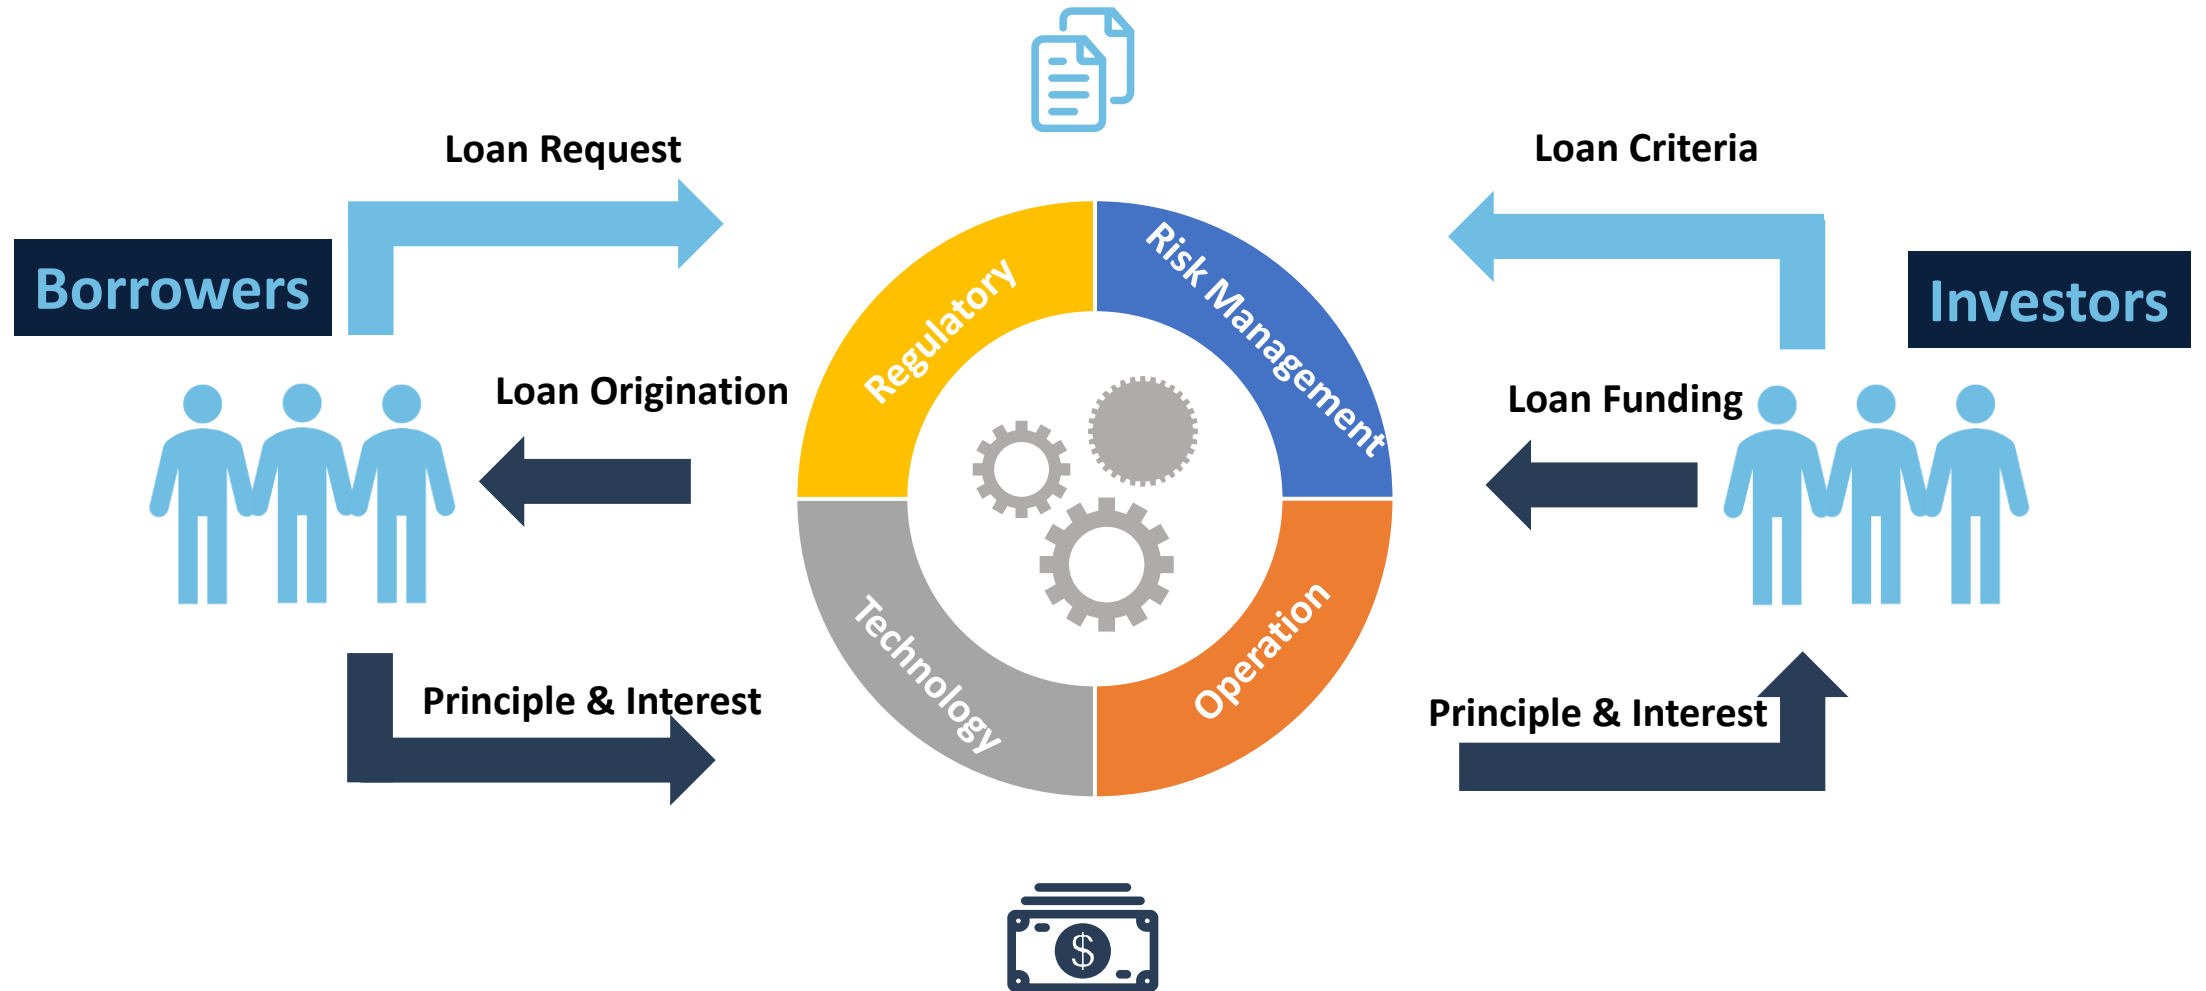 Loan Request
Loan Criteria
Borrowers
Investors
Regulatory
Risk Management
Loan Origination
Loan Funding
Technology
Operation
Principle & Interest
Principle & Interest
$